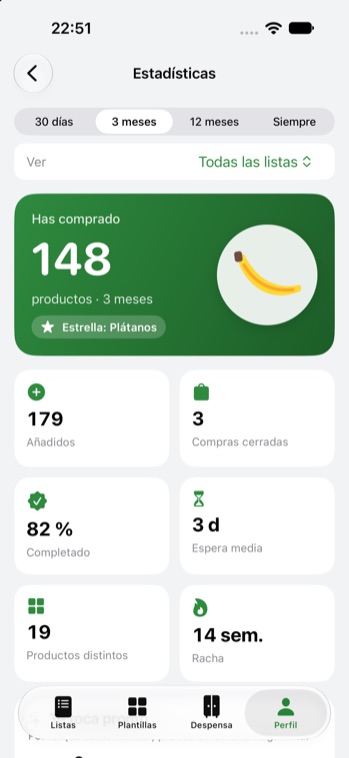 22:51
Estadísticas
30 días 3 meses 12 meses Siempre
Ver Todas las listas
Has comprado
148
productos · 3 meses
Estrella: Plátanos
179
Añadidos
3
Compras cerradas
82 %
Completado
3 d
Espera media
19
Productos distintos
14 sem.
Racha
Listas Plantillas Despensa Perfil